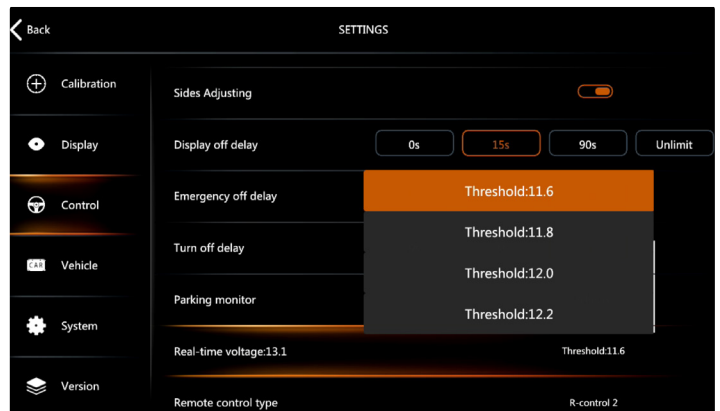 Back
SETTINGS
Calibration
Sides Adjusting
Display
Display off delay
0s
15s
90s
Unlimit
Control
Emergency off delay
Threshold:11.6
Threshold:11.8
Turn off delay
CAR
Vehicle
Threshold:12.0
Parking monitor
Threshold:12.2
System
Real-time voltage:13.1
Threshold:11.6
Version
Remote control type
R-control 2